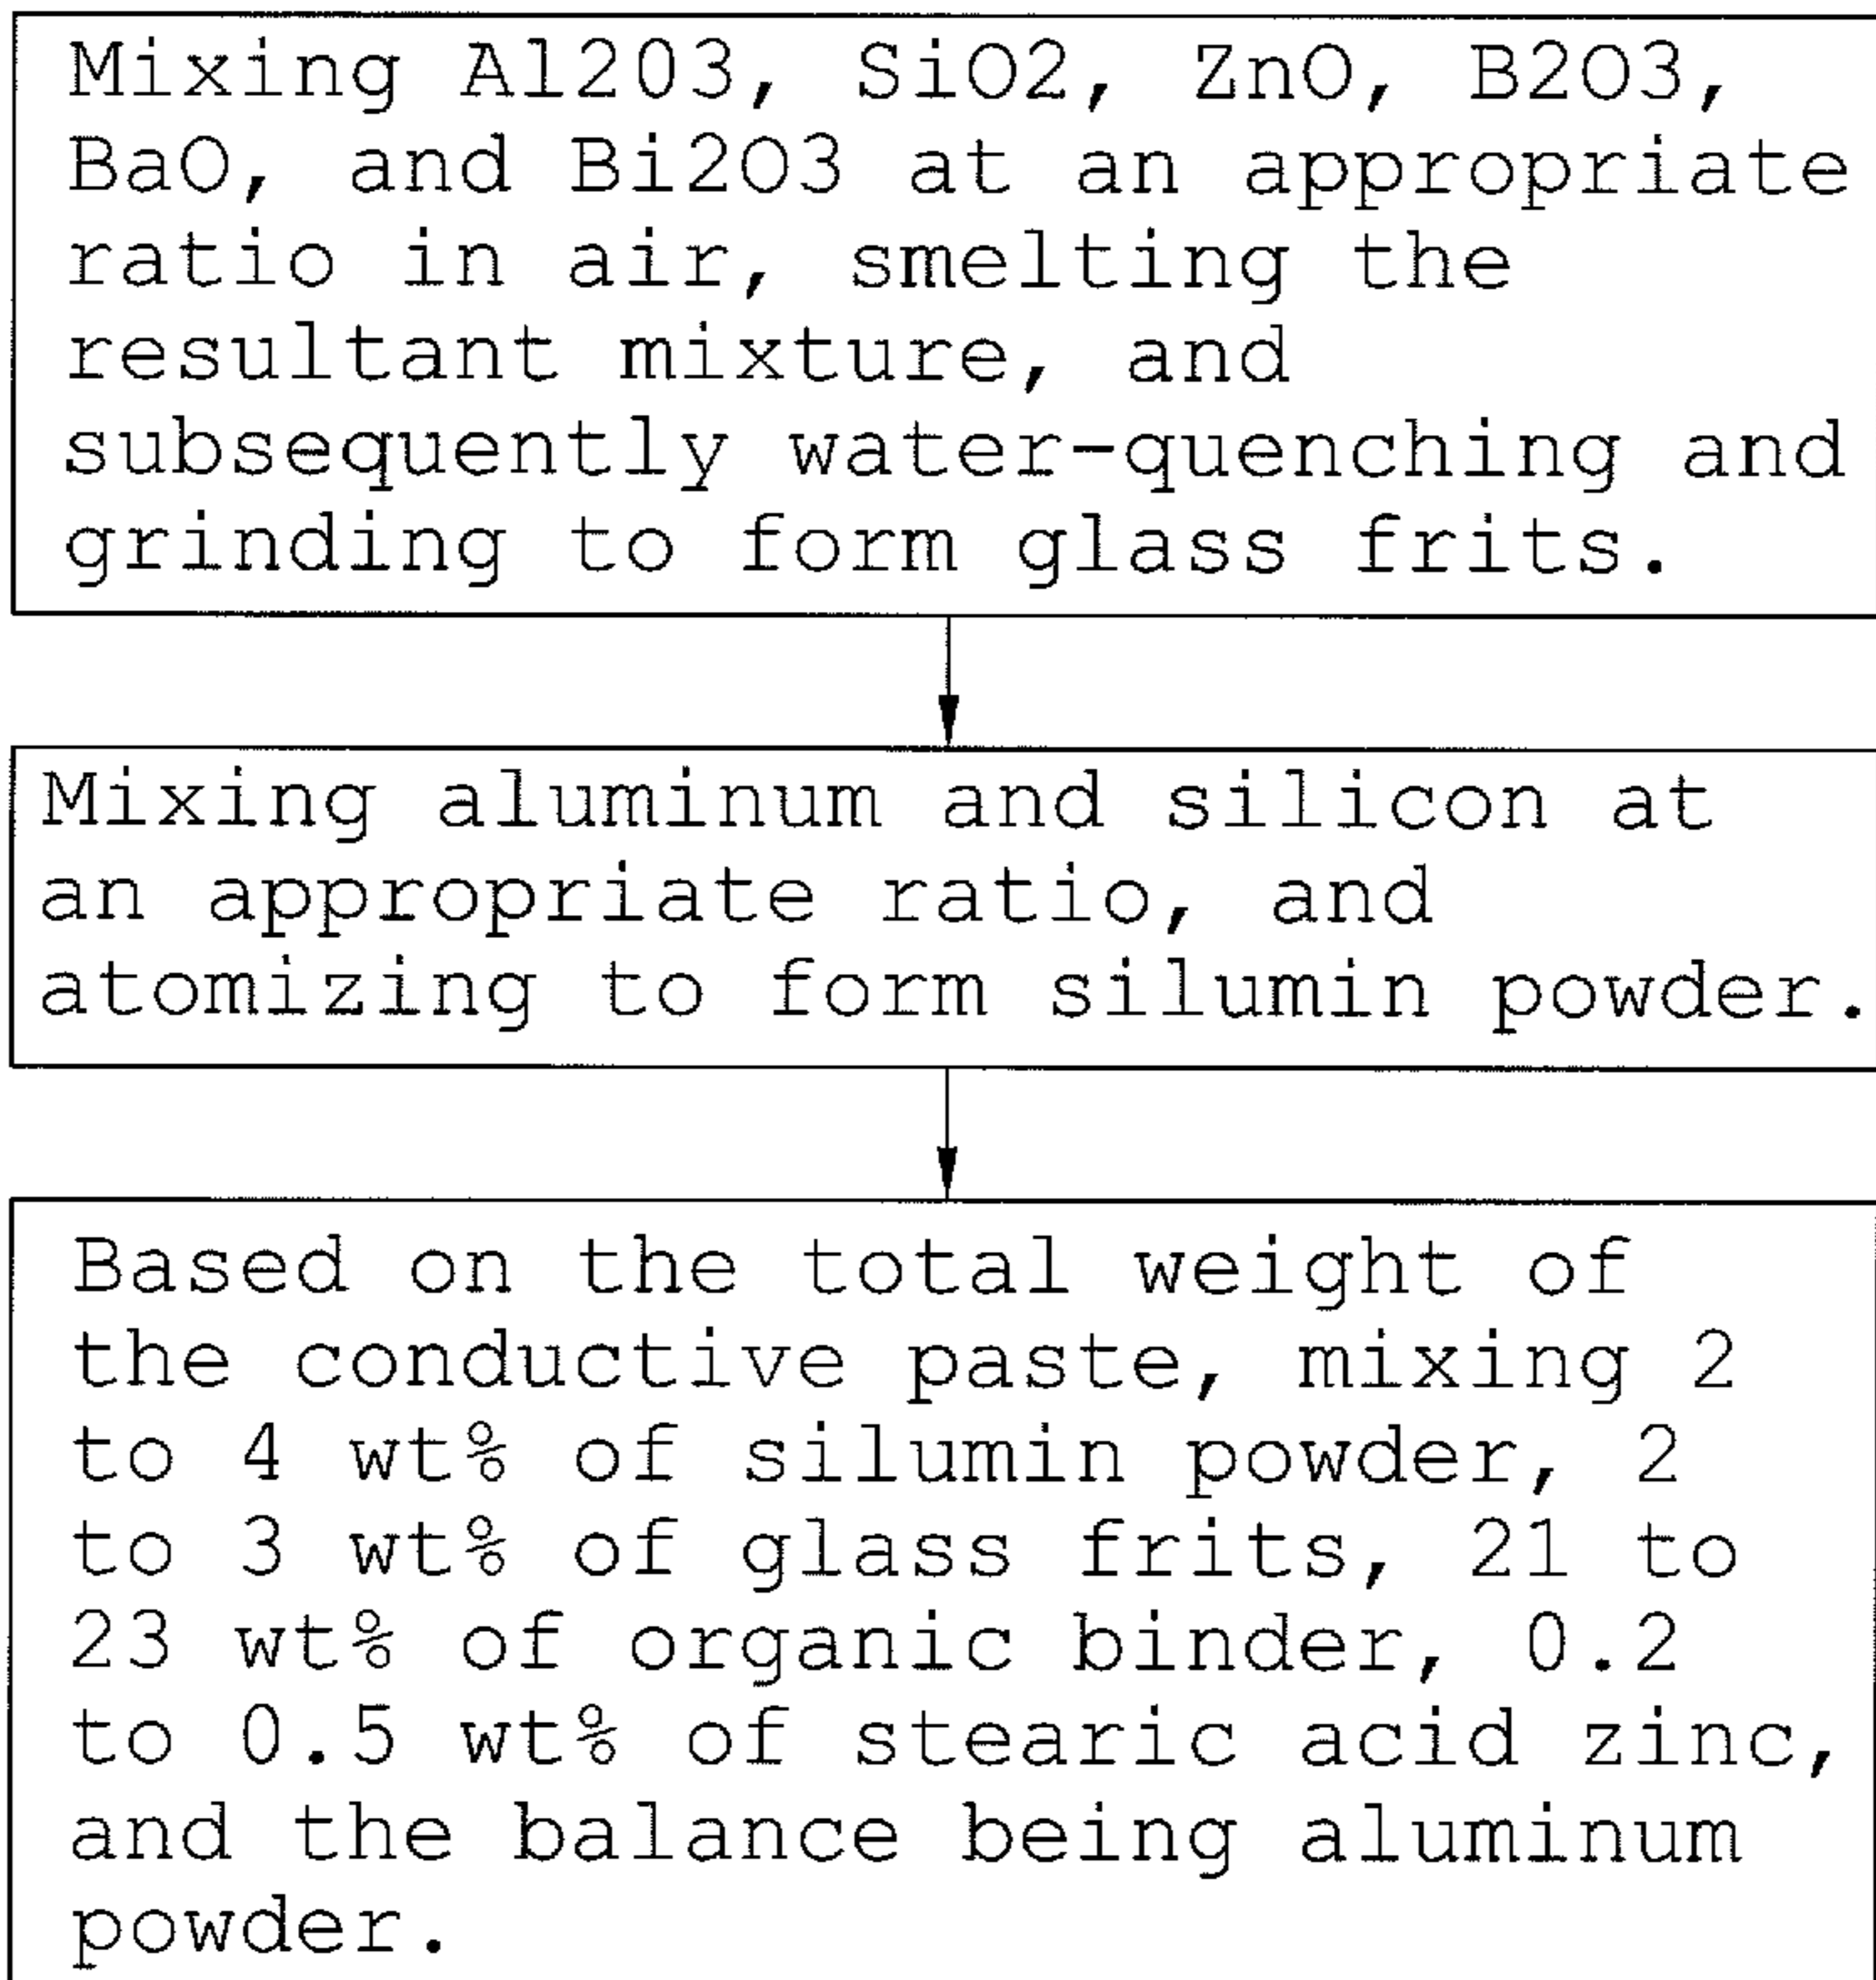 Mixing Al2O3, SiO2, ZnO, B2O3,
BaO, and Bi2O3 at an appropriate
ratio in air, smelting the
resultant mixture, and
subsequently water-quenching and
grinding to form glass frits.
Mixing aluminum and silicon at
an appropriate ratio, and
atomizing to form silumin powder.
Based on the total weight of
the conductive paste, mixing 2
to 4 wt% of silumin powder, 2
to 3 wt% of glass frits, 21 to
23 wt% of organic binder, 0.2
to 0.5 wt% of stearic acid zinc,
and the balance being aluminum
powder.